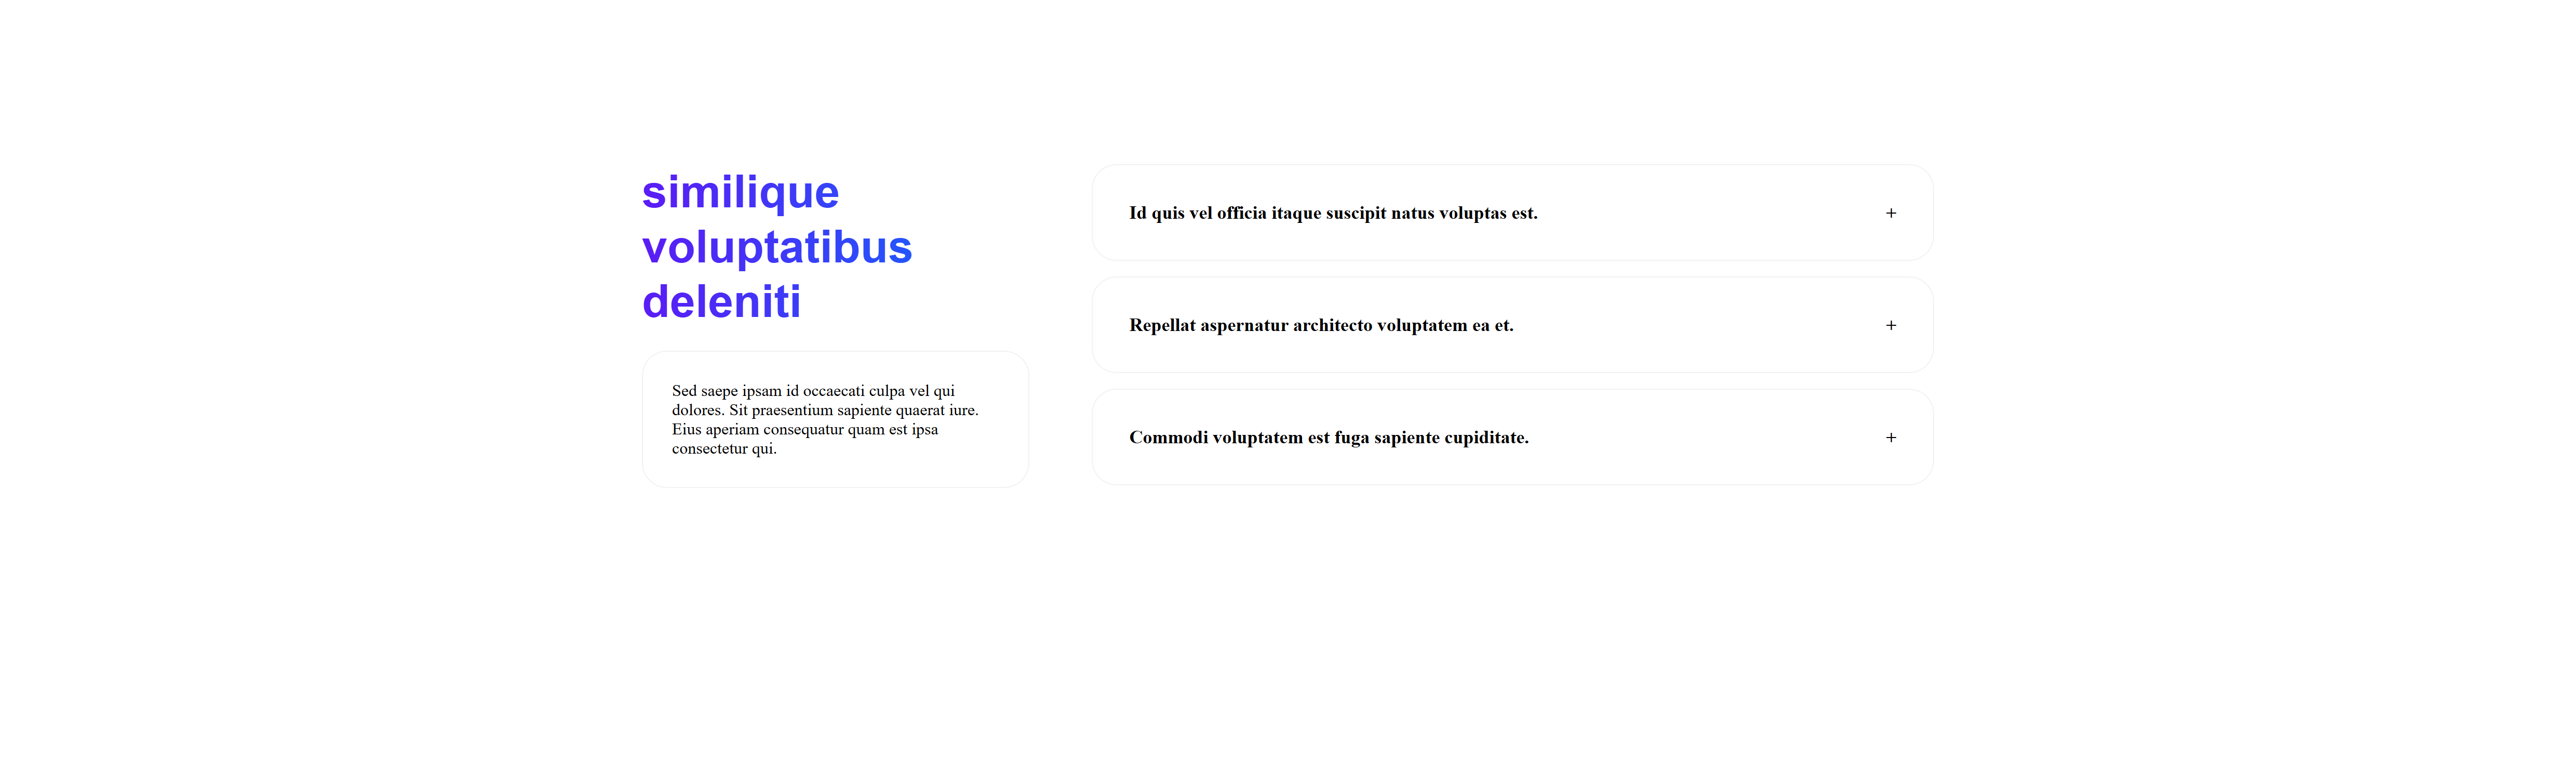 similique
voluptatibus
deleniti
Sed saepe ipsam id occaecati culpa vel qui
dolores. Sit praesentium sapiente quaerat iure.
Eius aperiam consequatur quam est ipsa
consectetur qui.
Id quis vel officia itaque suscipit natus voluptas est. +
Repellat aspernatur architecto voluptatem ea et. +
Commodi voluptatem est fuga sapiente cupiditate. +